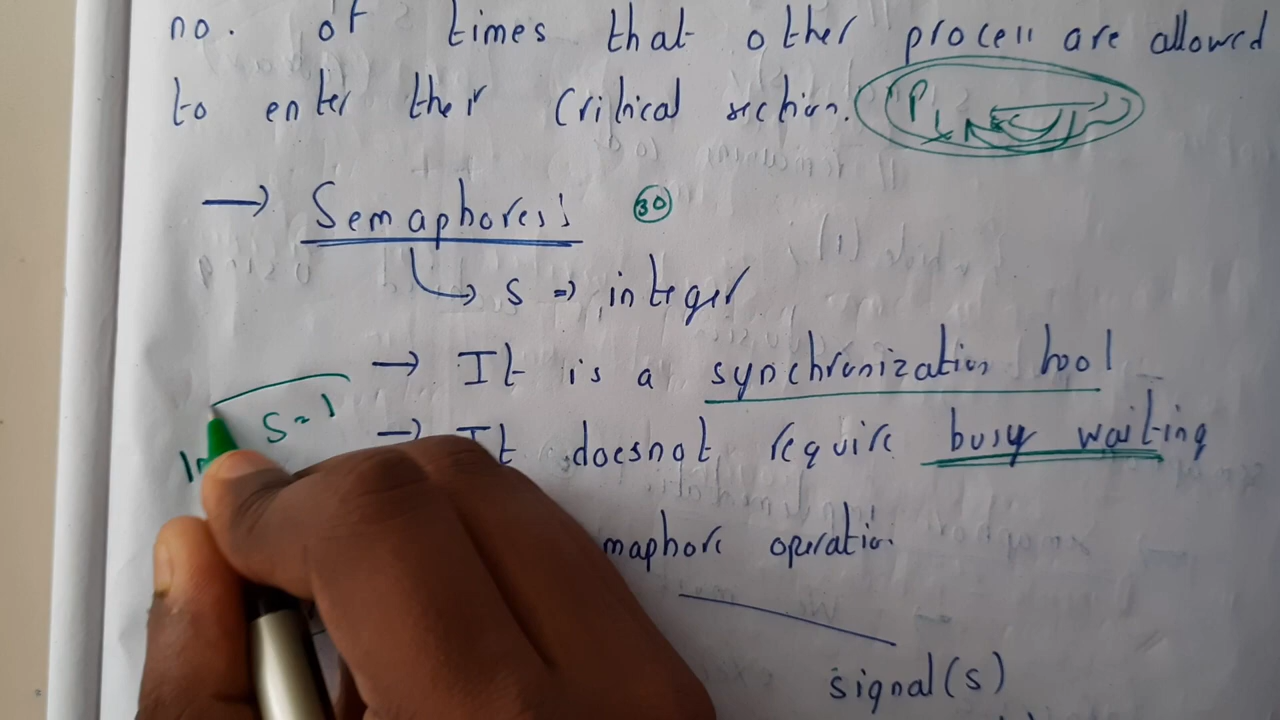 no. of times that other process are allowed
to enter their critical section.
→ Semaphores: 30
s => integer
→ It is a synchronization tool
S = 1
→ It doesnot require busy waiting
maphore operation
signal(s)